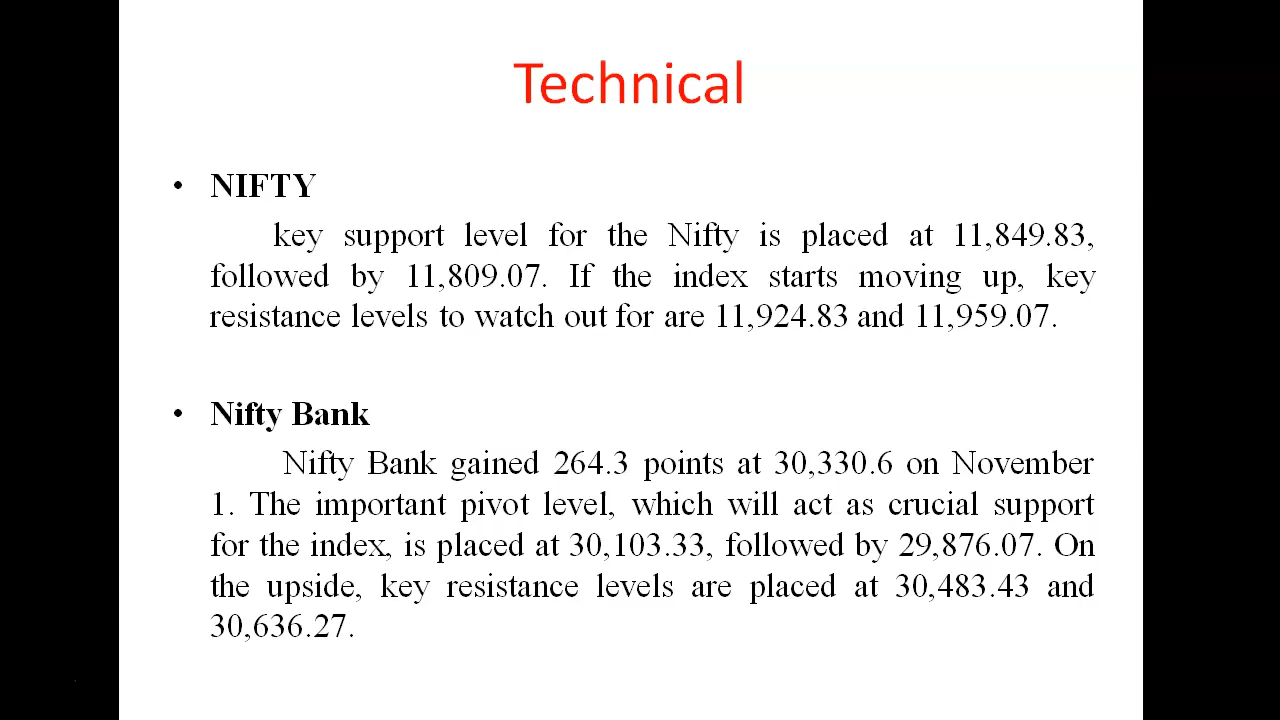 Technical
• NIFTY
key support level for the Nifty is placed at 11,849.83,
followed by 11,809.07. If the index starts moving up, key
resistance levels to watch out for are 11,924.83 and 11,959.07.
• Nifty Bank
Nifty Bank gained 264.3 points at 30,330.6 on November
1. The important pivot level, which will act as crucial support
for the index, is placed at 30,103.33, followed by 29,876.07. On
the upside, key resistance levels are placed at 30,483.43 and
30,636.27.